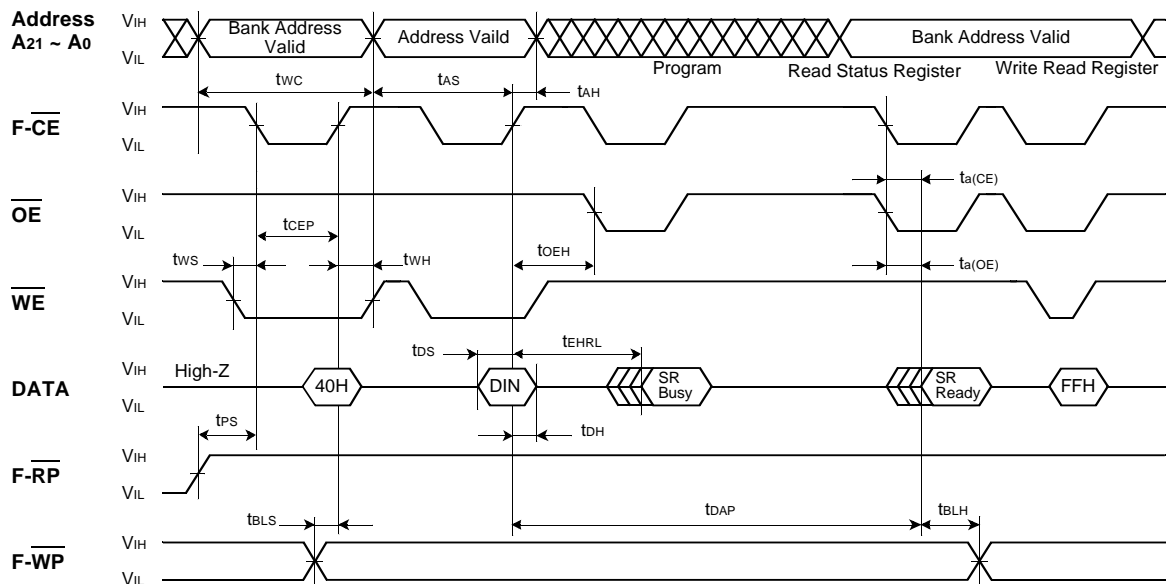 Address
A21 ~ A0
VIH
VIL
Bank Address
Valid
Address Vaild
Bank Address Valid
Program
Read Status Register
Write Read Register
tWC
tAS
tAH
F-CE
VIH
VIL
ta(CE)
OE
VIH
VIL
tCEP
tOEH
tWS
tWH
ta(OE)
WE
VIH
VIL
tDS
tEHRL
DATA
VIH
VIL
High-Z
40H
DIN
SR
Busy
SR
Ready
FFH
tPS
tDH
F-RP
VIH
VIL
tBLS
tDAP
tBLH
F-WP
VIH
VIL